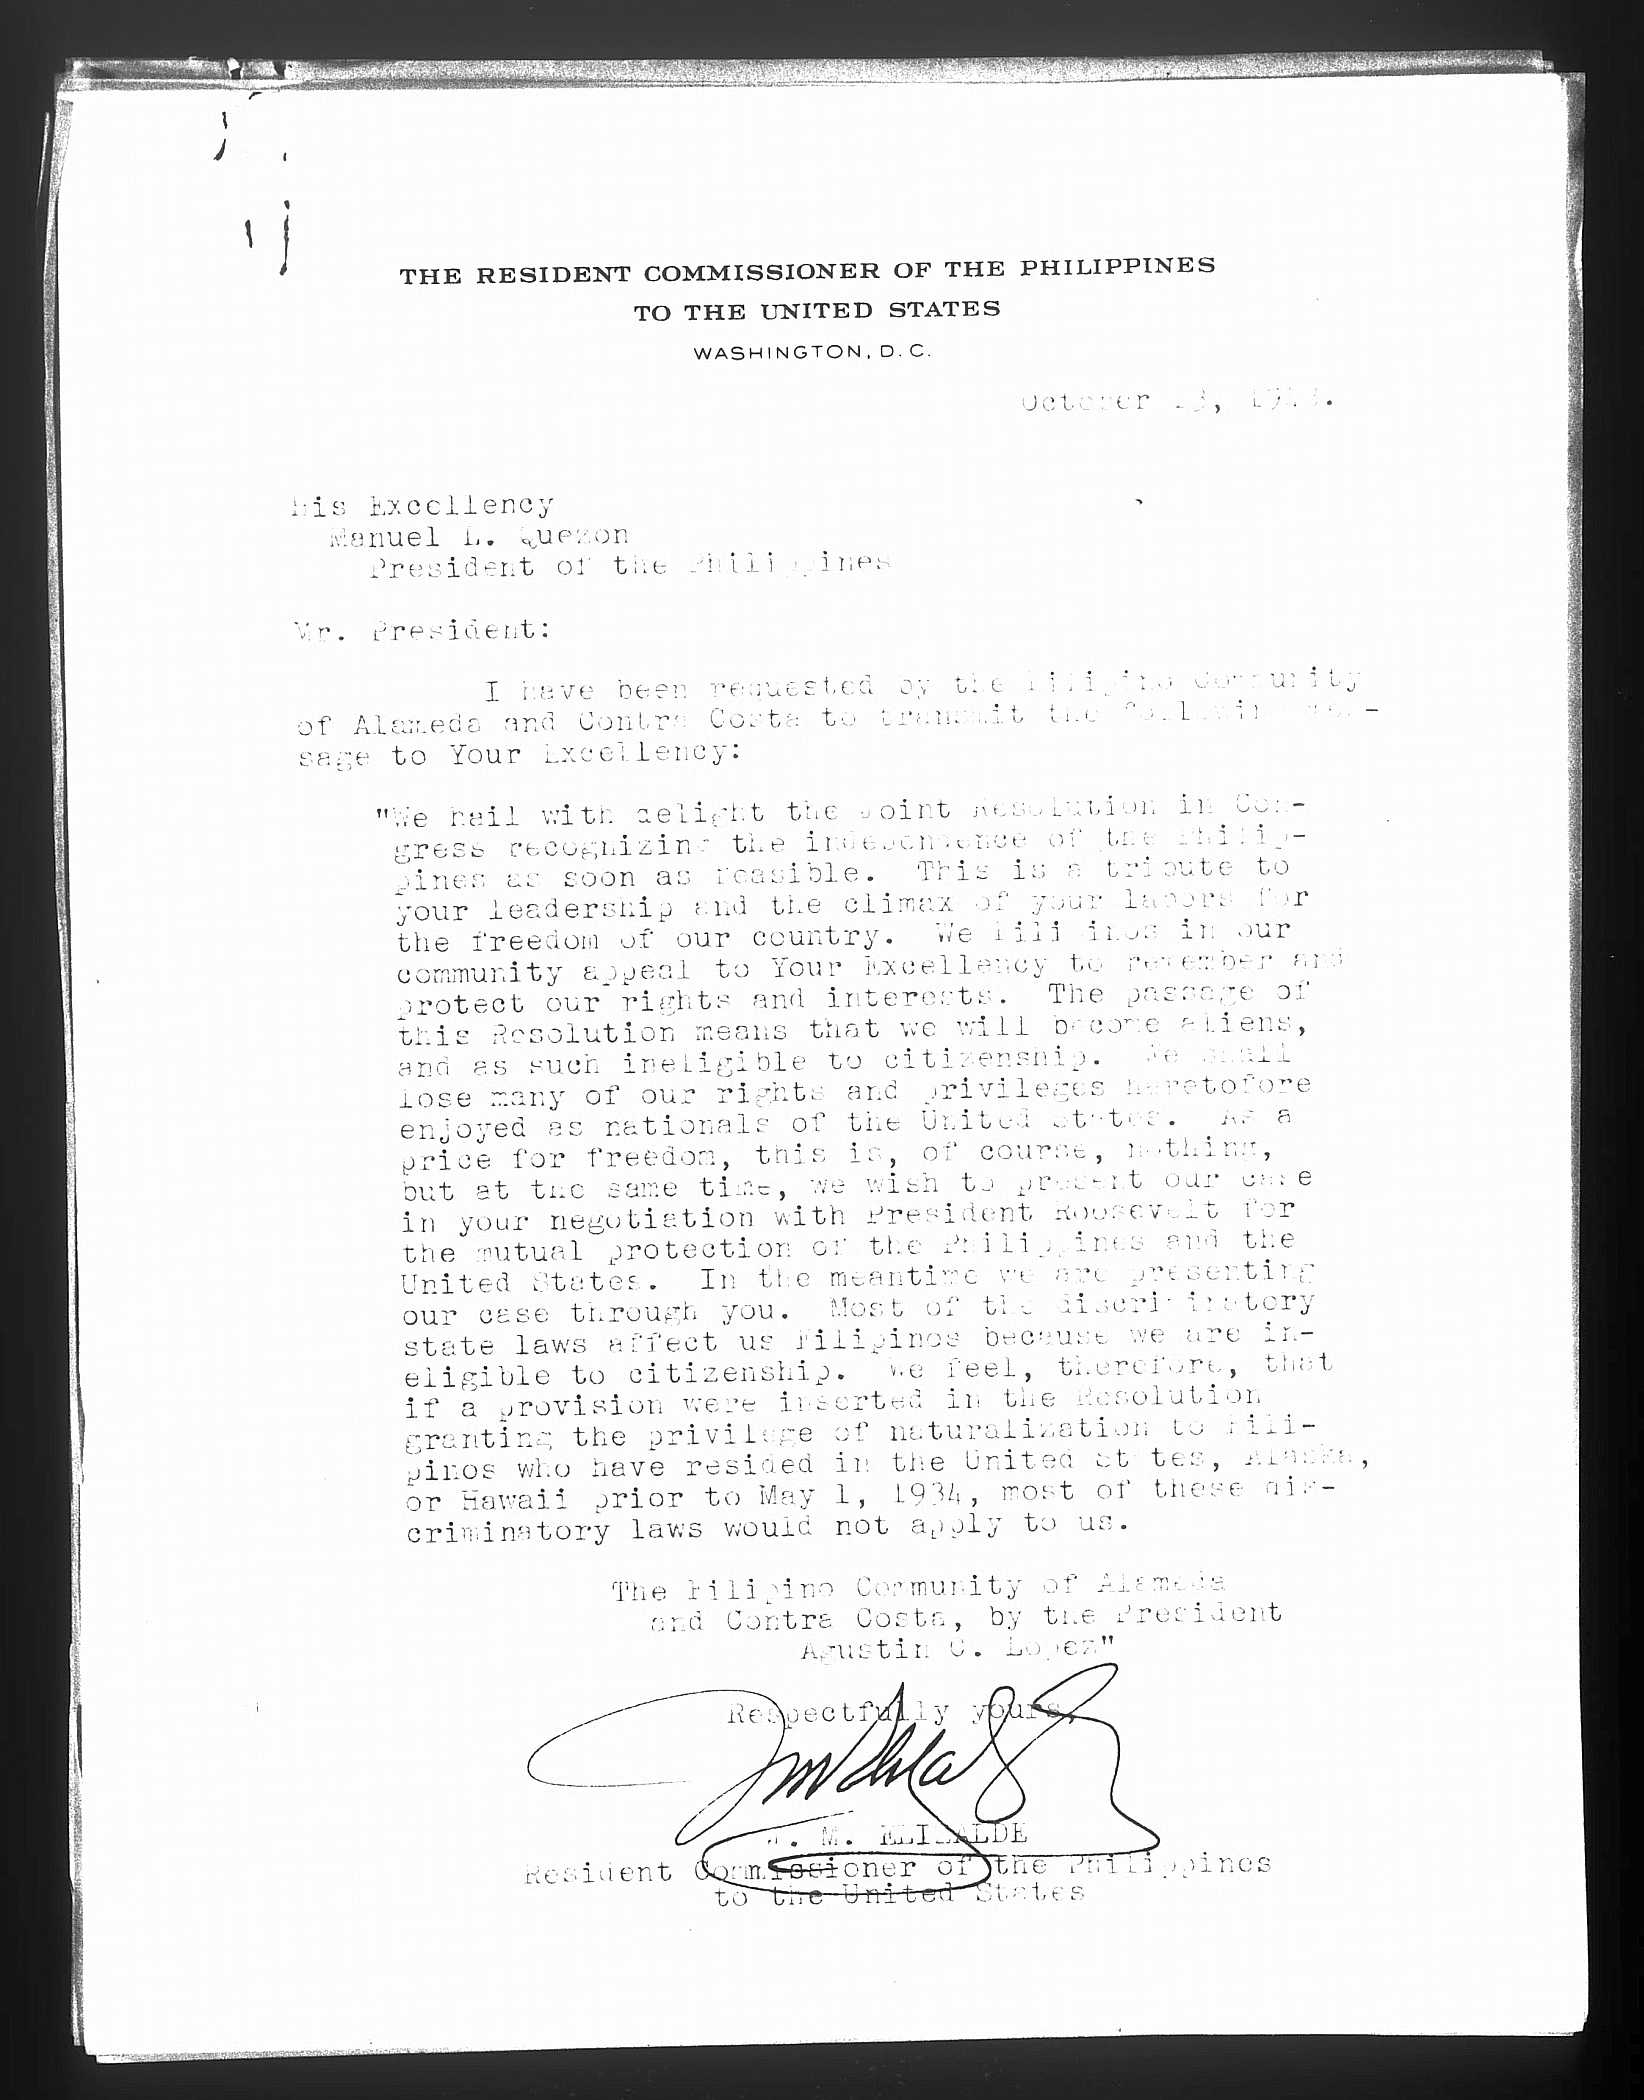 THE RESIDENT COMMISSIONER OF THE PHILIPPINES
TO THE UNITED STATES
WASHINGTON, D. C.
October
His Excellency
Manuel L. Quezon
President of the Philippines
Mr. President:
I have been requested by the Filipino Community
of Alameda and Contra Costa to transmit the following mes-
sage to Your Excellency:
"We hail with delight the Joint Resolution in Con-
gress recognizing the independence of the Philip-
pines as soon as feasible. This is a tribute to
your leadership and the climax of your labors for
the freedom of our country. We Filipinos in our
community appeal to Your Excellency to remember and
protect our rights and interests. The passage of
this Resolution means that we will become aliens,
and as such ineligible to citizenship. We shall
lose many of our rights and privileges heretofore
enjoyed as nationals of the United States. As a
price for freedom, this is, of course, nothing,
but at the same time, we wish to present our case
in your negotiation with President Roosevelt for
the mutual protection of the Philippines and the
United States. In the meantime we are presenting
our case through you. Most of the discriminatory
state laws affect us Filipinos because we are in-
eligible to citizenship. We feel, therefore, that
if a provision were inserted in the Resolution
granting the privilege of naturalization to Fili-
pinos who have resided in the United States, Alaska,
or Hawaii prior to May 1, 1934, most of these dis-
criminatory laws would not apply to us.
The Filipino Community of Alameda
and Contra Costa, by the President
Agustin C. Lopez"
Respectfully yours,
J. M. ELIZALDE
Resident Commissioner of the Philippines
to the United States